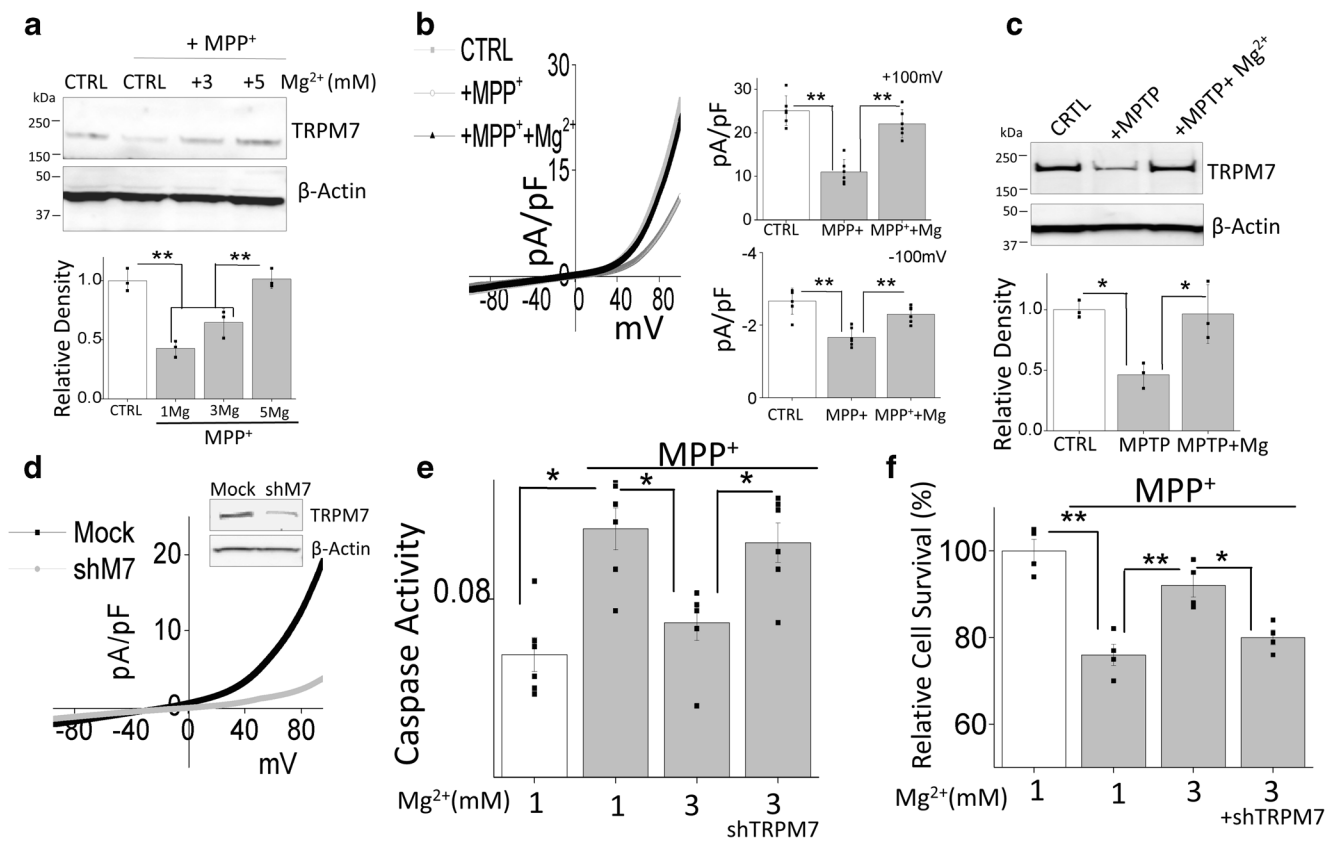 a
+ MPP⁺
CTRL CTRL +3 +5 Mg²⁺ (mM)
kDa
250
150
TRPM7
50
37
β-Actin
** **
Relative Density
1.0
0.5
0.0
CTRL 1Mg 3Mg 5Mg
MPP⁺
b
CTRL
+MPP⁺
+MPP⁺+Mg²⁺
30
15
0
pA/pF
-80 -40 0 40 80
mV
+100mV
** **
pA/pF
30
20
10
0
CTRL MPP+ MPP⁺+Mg
-100mV
** **
pA/pF
-4
-2
0
CTRL MPP+ MPP⁺+Mg
c
CRTL +MPTP +MPTP+ Mg²⁺
kDa
250
150
TRPM7
50
37
β-Actin
* *
Relative Density
1.0
0.5
0.0
CTRL MPTP MPTP+Mg
d
Mock
shM7
Mock shM7
TRPM7
β-Actin
pA/pF
20
10
0
-80 -40 0 40 80
mV
e
MPP⁺
* * *
Caspase Activity
0.08
Mg²⁺(mM) 1 1 3 3
shTRPM7
f
MPP⁺
** ** *
Relative Cell Survival (%)
100
80
60
Mg²⁺(mM) 1 1 3 3
+shTRPM7